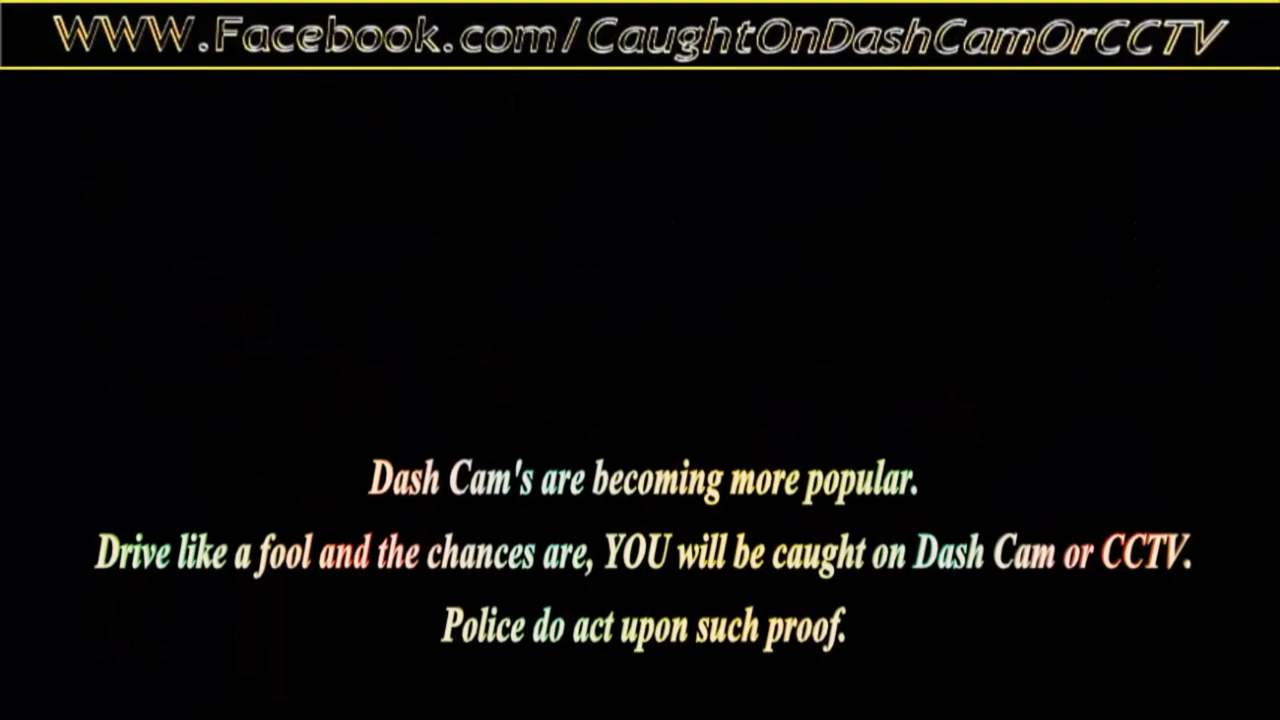 WWW.Facebook.com/CaughtOnDashCamOrCCTV
Dash Cam's are becoming more popular.
Drive like a fool and the chances are, YOU will be caught on Dash Cam or CCTV.
Police do act upon such proof.